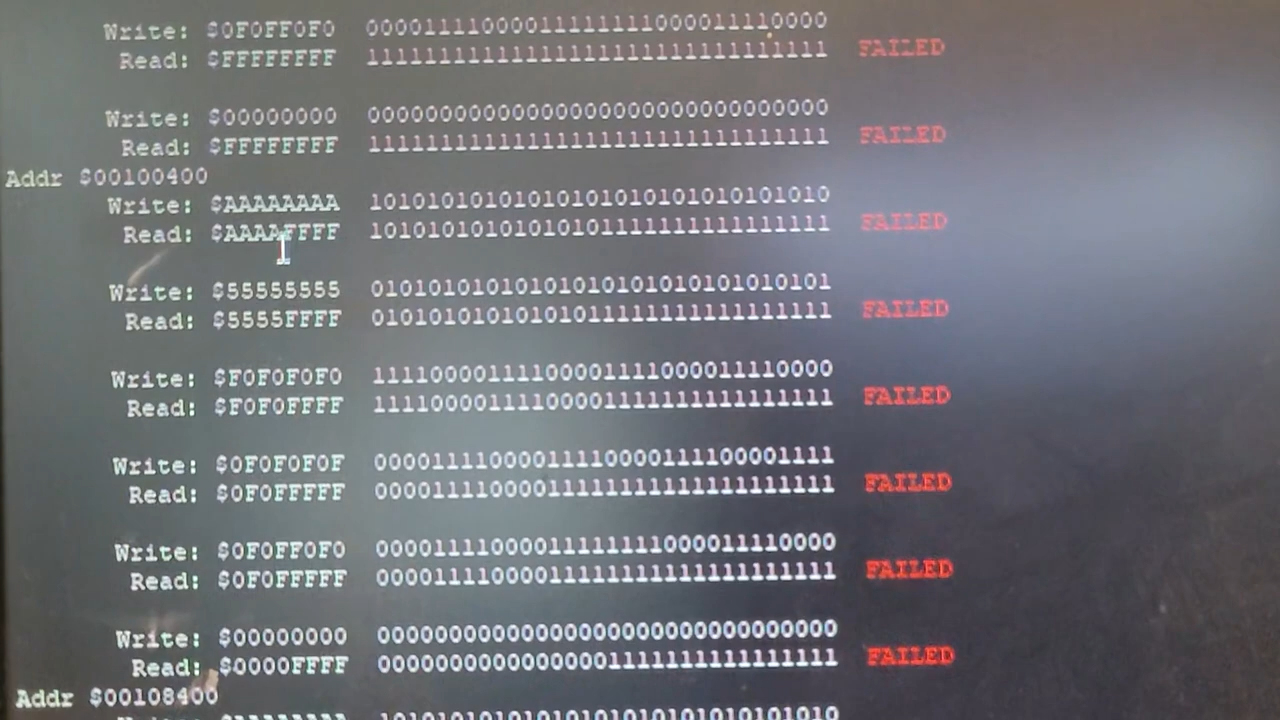 Write: $0F0FF0F0 00001111000011111111000011110000
Read: $FFFFFFFF 11111111111111111111111111111111 FAILED
Write: $00000000 00000000000000000000000000000000
Read: $FFFFFFFF 11111111111111111111111111111111 FAILED
Addr $00100400
Write: $AAAAAAAA 10101010101010101010101010101010
Read: $AAAAFFFF 10101010101010101111111111111111 FAILED
Write: $55555555 01010101010101010101010101010101
Read: $5555FFFF 01010101010101011111111111111111 FAILED
Write: $F0F0F0F0 11110000111100001111000011110000
Read: $F0F0FFFF 11110000111100001111111111111111 FAILED
Write: $0F0F0F0F 00001111000011110000111100001111
Read: $0F0FFFFF 00001111000011111111111111111111 FAILED
Write: $0F0FF0F0 00001111000011111111000011110000
Read: $0F0FFFFF 00001111000011111111111111111111 FAILED
Write: $00000000 00000000000000000000000000000000
Read: $0000FFFF 00000000000000001111111111111111 FAILED
Addr $00108400
Write: $AAAAAAAA 10101010101010101010101010101010